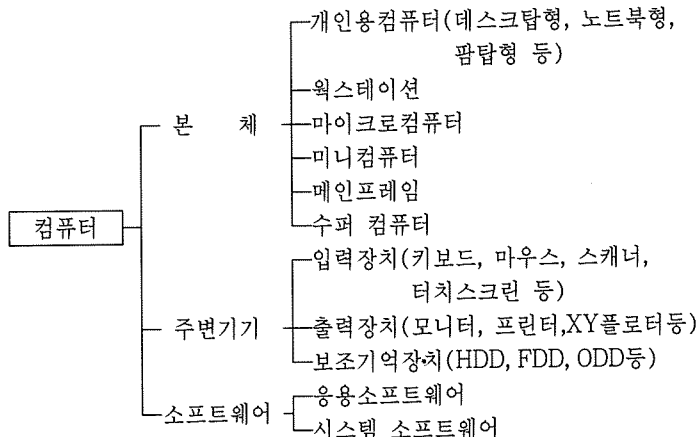 개인용컴퓨터(데스크탑형, 노트북형,
팜탑형 등)
웍스테이션
본 체
마이크로컴퓨터
미니컴퓨터
메인프레임
수퍼 컴퓨터
컴퓨터
입력장치(키보드, 마우스, 스캐너,
터치스크린 등)
주변기기
출력장치(모니터, 프린터,XY플로터등)
보조기억장치(HDD, FDD, ODD등)
소프트웨어
응용소프트웨어
시스템 소프트웨어